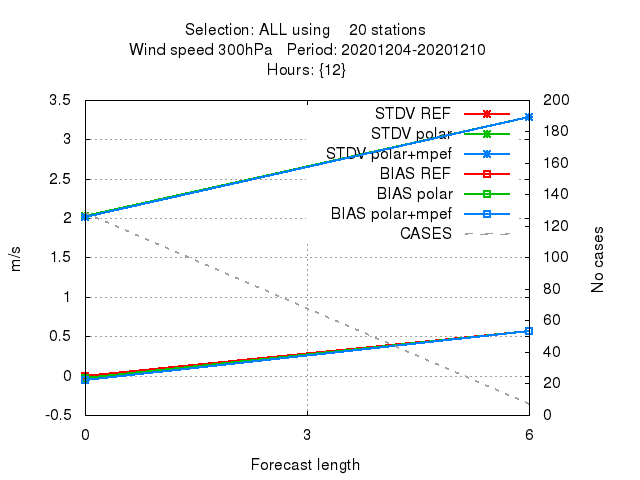 Selection: ALL using 20 stations
Wind speed 300hPa Period: 20201204-20201210
Hours: {12}
3.5
3
2.5
2
1.5
1
0.5
0
-0.5
m/s
STDV REF
STDV polar
STDV polar+mpef
BIAS REF
BIAS polar
BIAS polar+mpef
CASES
200
180
160
140
120
100
80
60
40
20
0
No cases
0 3 6
Forecast length